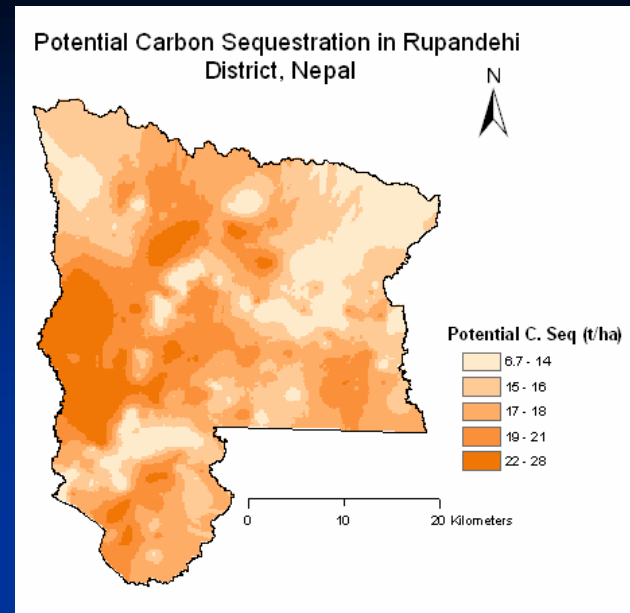 Potential Carbon Sequestration in Rupandehi
District, Nepal
N
Potential C. Seq (t/ha)
6.7 - 14
15 - 16
17 - 18
19 - 21
22 - 28
0 10 20 Kilometers